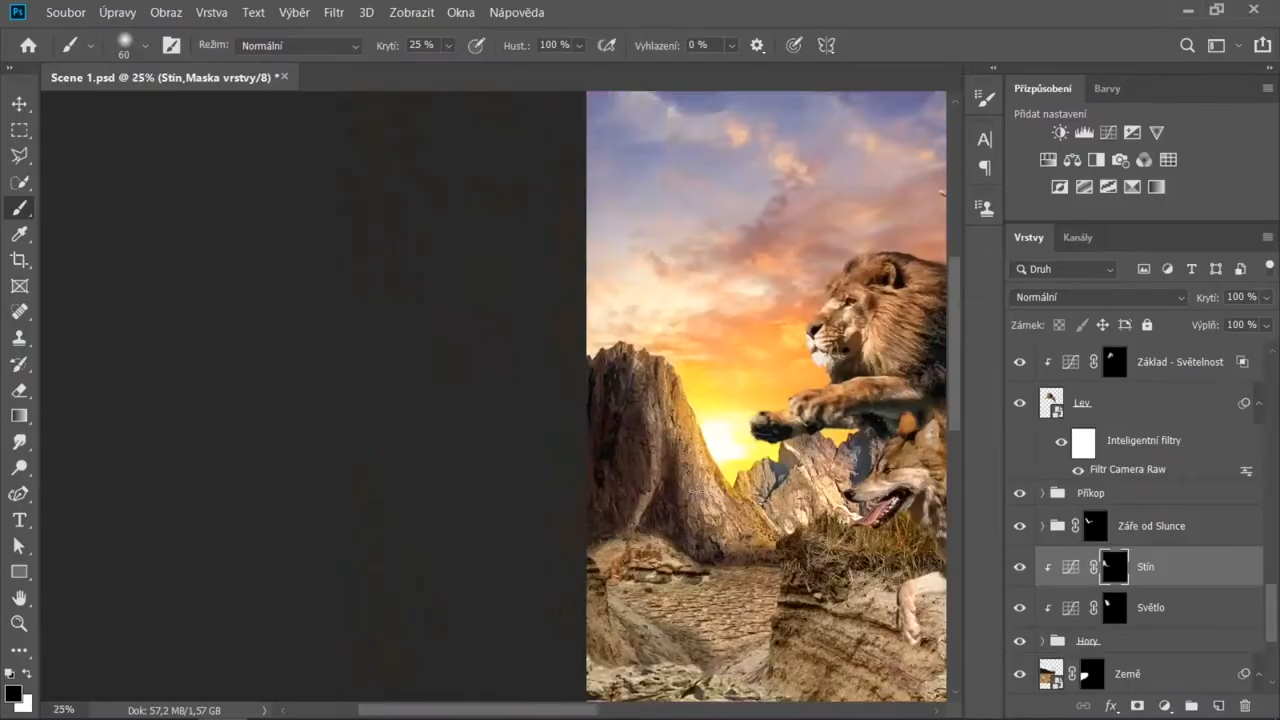 Ps Soubor Úpravy Obraz Vrstva Text Výběr Filtr 3D Zobrazit Okna Nápověda
60 Režim: Normální Krytí: 25 % Hust.: 100 % Vyhlazení: 0 %
Scene 1.psd @ 25% (Stín,Maska vrstvy/8) *
Přizpůsobení Barvy
Přidat nastavení
Vrstvy Kanály
Druh
Normální Krytí: 100 %
Zámek: Výplň: 100 %
Základ - Světelnost
Lev
Inteligentní filtry
Filtr Camera Raw
Příkop
Záře od Slunce
Stín
Světlo
Hory
Země
25% Dok: 57,2 MB/1,57 GB